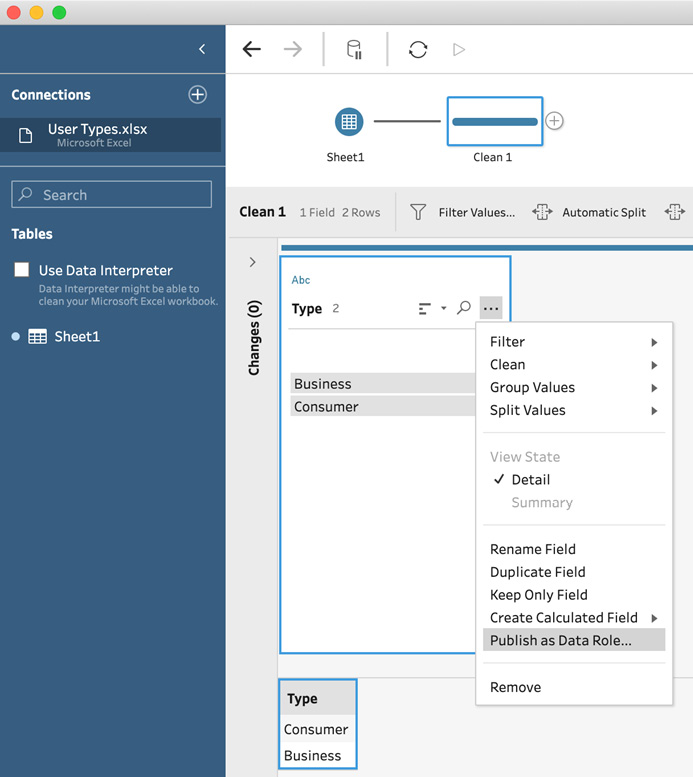 Connections
User Types.xlsx
Microsoft Excel
Search
Tables
Use Data Interpreter
Data Interpreter might be able to
clean your Microsoft Excel workbook.
Sheet1
Sheet1
Clean 1
Clean 1 1 Field 2 Rows Filter Values... Automatic Split
Changes (0)
Abc
Type 2
Business
Consumer
Filter
Clean
Group Values
Split Values
View State
Detail
Summary
Rename Field
Duplicate Field
Keep Only Field
Create Calculated Field
Publish as Data Role...
Remove
Type
Consumer
Business